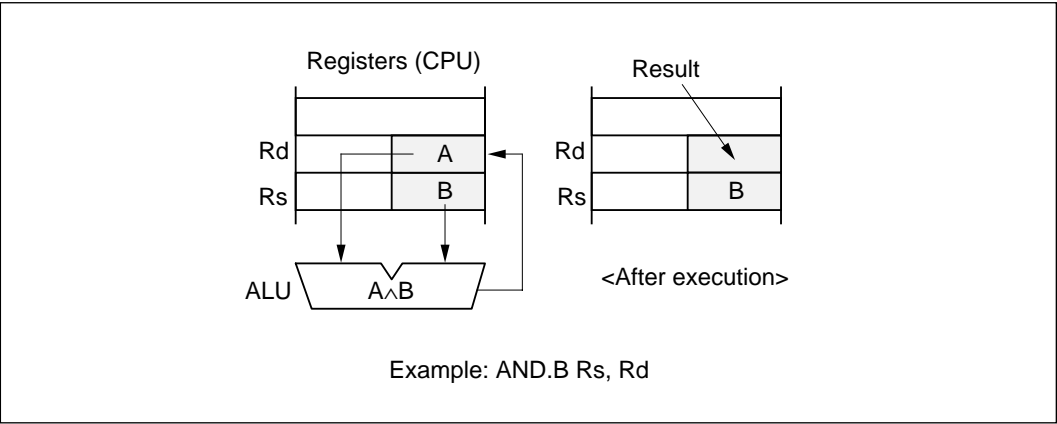 Registers (CPU)
Result
Rd
A
Rs
B
Rd
Rs
B
ALU
A∧B
<After execution>
Example: AND.B Rs, Rd